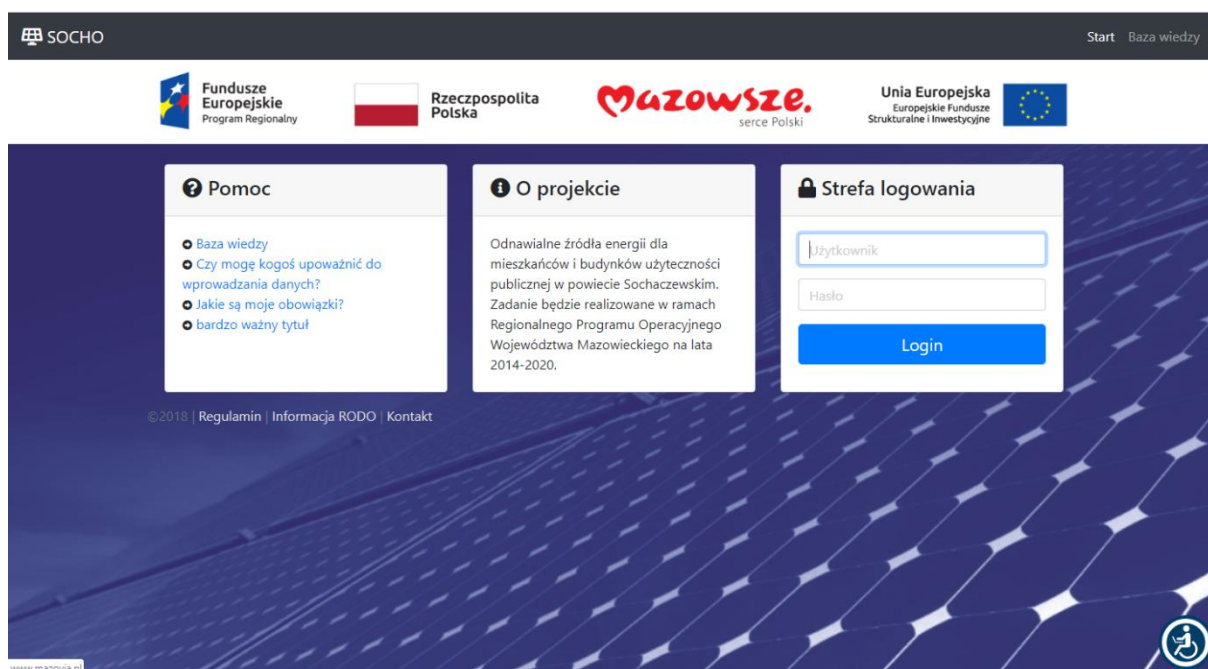 SOCHO
Start Baza wiedzy
Fundusze
Europejskie
Program Regionalny
Rzeczpospolita
Polska
Mazowsze.
serce Polski
Unia Europejska
Europejskie Fundusze
Strukturalne i Inwestycyjne
Pomoc
Baza wiedzy
Czy mogę kogoś upoważnić do
wprowadzania danych?
Jakie są moje obowiązki?
bardzo ważny tytuł
O projekcie
Odnawialne źródła energii dla
mieszkańców i budynków użyteczności
publicznej w powiecie Sochaczewskim.
Zadanie będzie realizowane w ramach
Regionalnego Programu Operacyjnego
Województwa Mazowieckiego na lata
2014-2020.
Strefa logowania
Użytkownik
Hasło
Login
©2018 | Regulamin | Informacja RODO | Kontakt
www.mazovia.pl